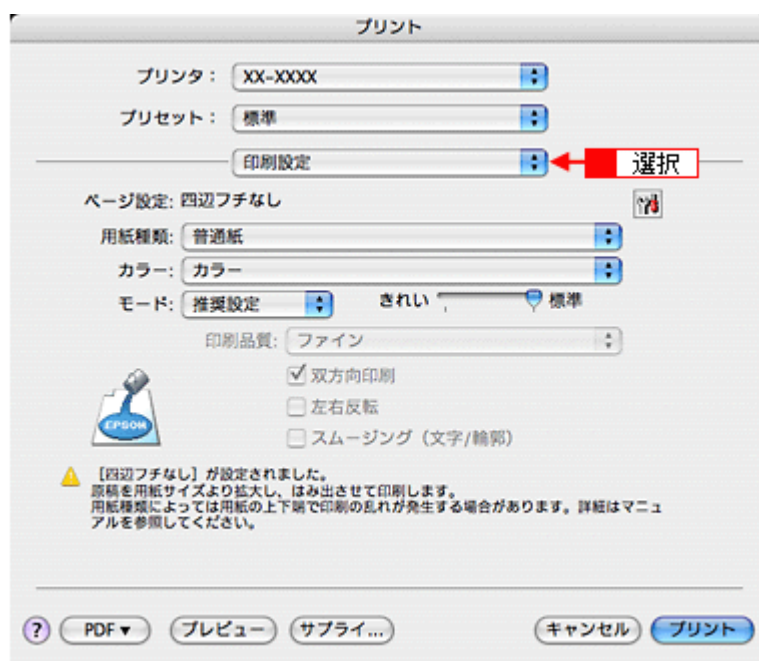 プリント
プリンタ： XX-XXXX
プリセット： 標準
印刷設定 選択
ページ設定: 四辺フチなし
用紙種類: 普通紙
カラー: カラー
モード: 推奨設定 きれい 標準
印刷品質: ファイン
双方向印刷
左右反転
スムージング（文字/輪郭）
EPSON
［四辺フチなし］が設定されました。
原稿を用紙サイズより拡大し、はみ出させて印刷します。
用紙種類によっては用紙の上下端で印刷の乱れが発生する場合があります。詳細はマニュ
アルを参照してください。
? PDF▼ プレビュー サプライ... キャンセル プリント